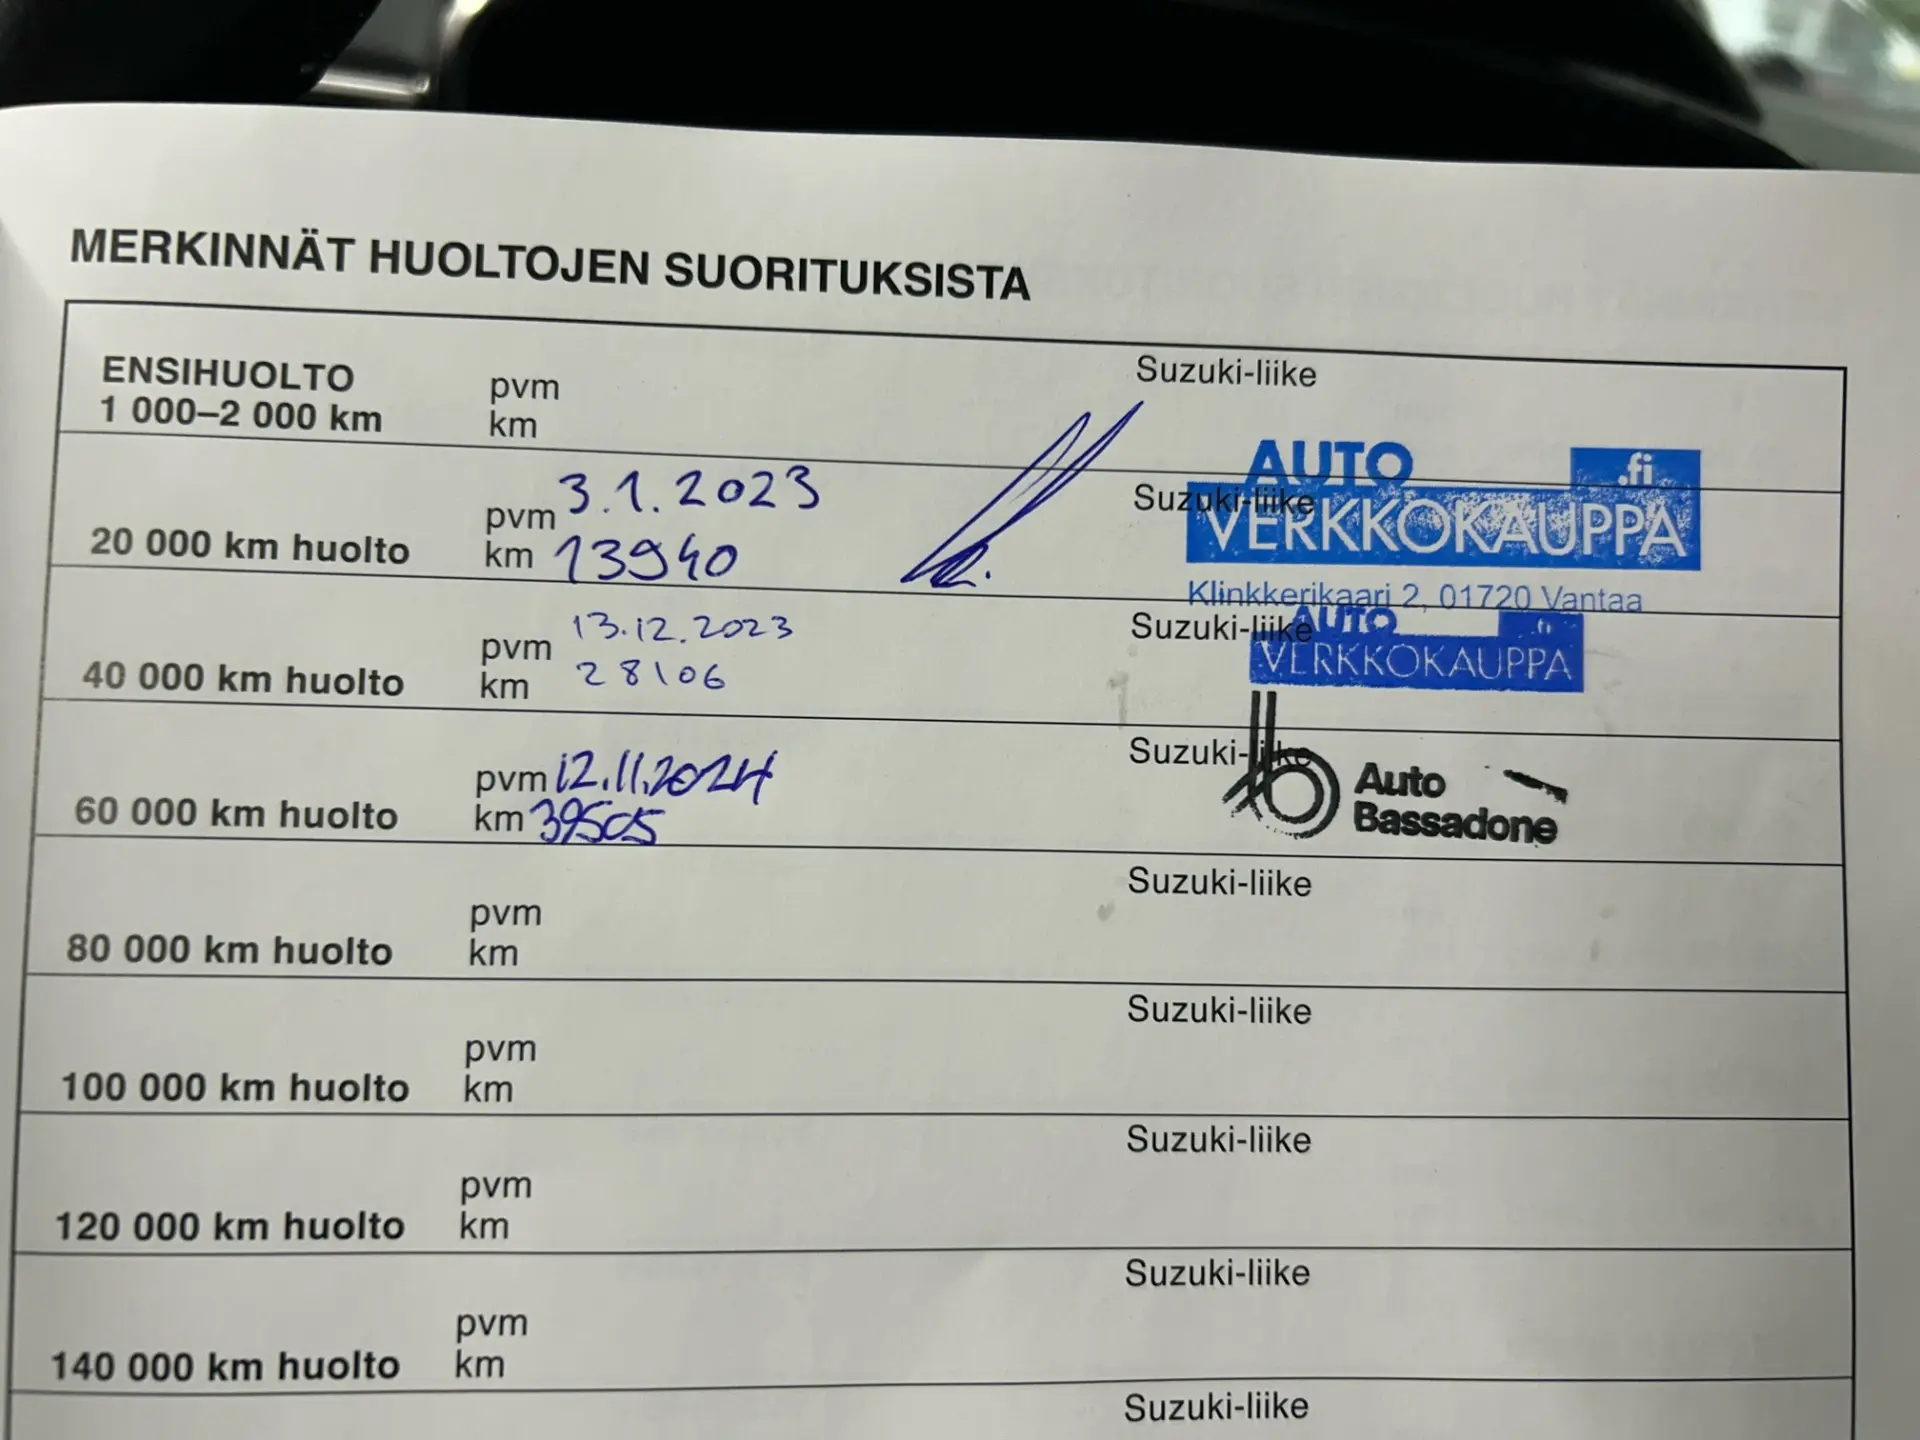 MERKINNÄT HUOLTOJEN SUORITUKSISTA
ENSIHUOLTO
1 000–2 000 km
pvm
km
Suzuki-liike
20 000 km huolto
pvm 3.1.2023
km 13940
Suzuki-liike
AUTO .fi
VERKKOKAUPPA
Klinkkerikaari 2, 01720 Vantaa
40 000 km huolto
pvm 13.12.2023
km 28106
Suzuki-liike
AUTO .fi
VERKKOKAUPPA
60 000 km huolto
pvm 12.11.2024
km 39505
Suzuki-liike
Auto
Bassadone
80 000 km huolto
pvm
km
Suzuki-liike
100 000 km huolto
pvm
km
Suzuki-liike
120 000 km huolto
pvm
km
Suzuki-liike
140 000 km huolto
pvm
km
Suzuki-liike
Suzuki-liike